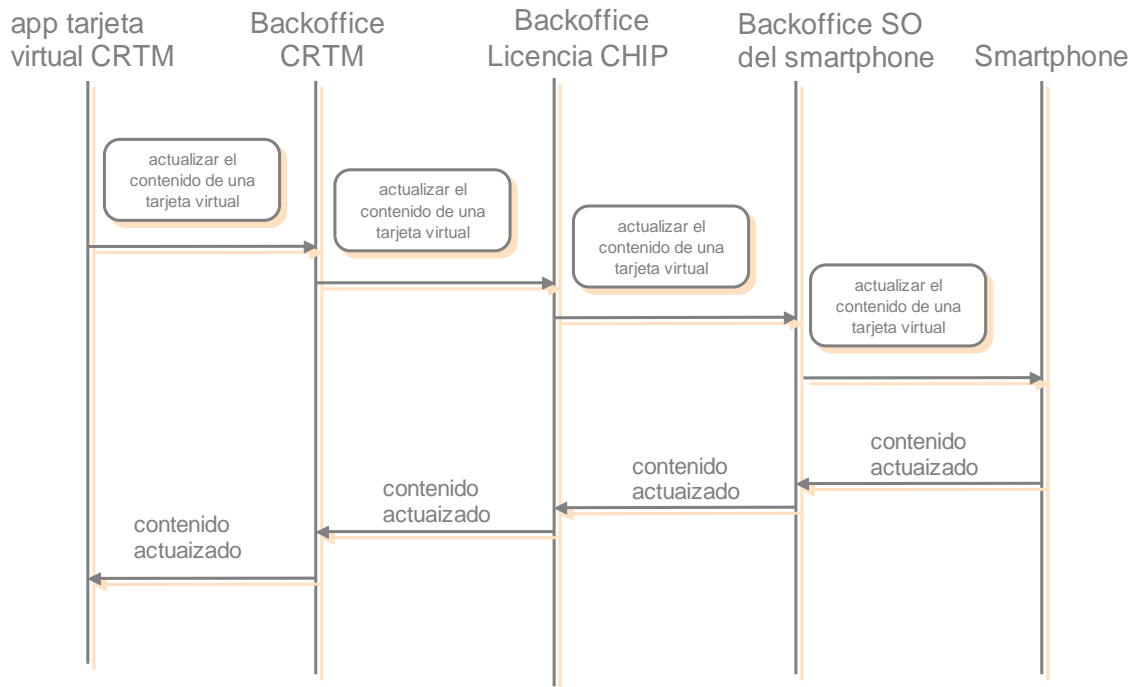 app tarjeta
virtual CRTM
Backoffice
CRTM
Backoffice
Licencia CHIP
Backoffice SO
del smartphone
Smartphone
actualizar el
contenido de una
tarjeta virtual
actualizar el
contenido de una
tarjeta virtual
actualizar el
contenido de una
tarjeta virtual
actualizar el
contenido de una
tarjeta virtual
contenido
actuaizado
contenido
actuaizado
contenido
actuaizado
contenido
actuaizado